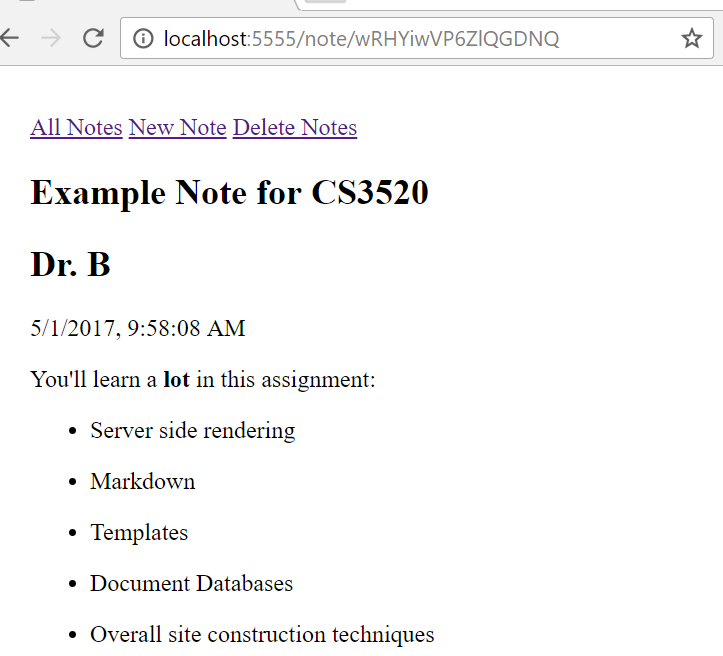 localhost:5555/note/wRHYiwVP6ZlQGDNQ
All Notes New Note Delete Notes
Example Note for CS3520
Dr. B
5/1/2017, 9:58:08 AM
You'll learn a lot in this assignment:
• Server side rendering
• Markdown
• Templates
• Document Databases
• Overall site construction techniques